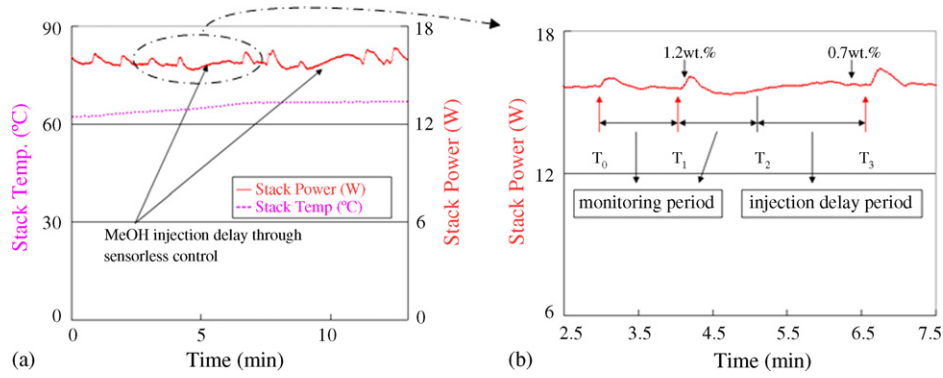 90
60
30
0
Stack Temp. (ºC)
18
12
6
0
Stack Power (W)
Stack Power (W)
Stack Temp (ºC)
MeOH injection delay through
sensorless control
0
5
10
Time (min)
(a)
18
12
6
Stack Power (W)
1.2wt.%
0.7wt.%
T0
T1
T2
T3
monitoring period
injection delay period
2.5
3.5
4.5
5.5
6.5
7.5
Time (min)
(b)